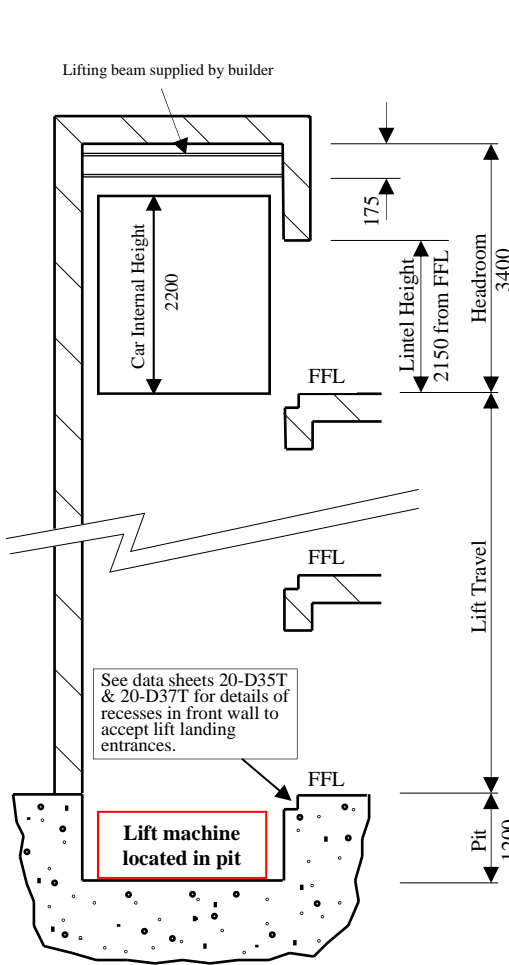 Lifting beam supplied by builder
175
Headroom
3400
Car Internal Height
2200
Lintel Height
2150 from FFL
FFL
FFL
Lift Travel
See data sheets 20-D35T
& 20-D37T for details of
recesses in front wall to
accept lift landing
entrances.
FFL
Lift machine
located in pit
Pit
1200